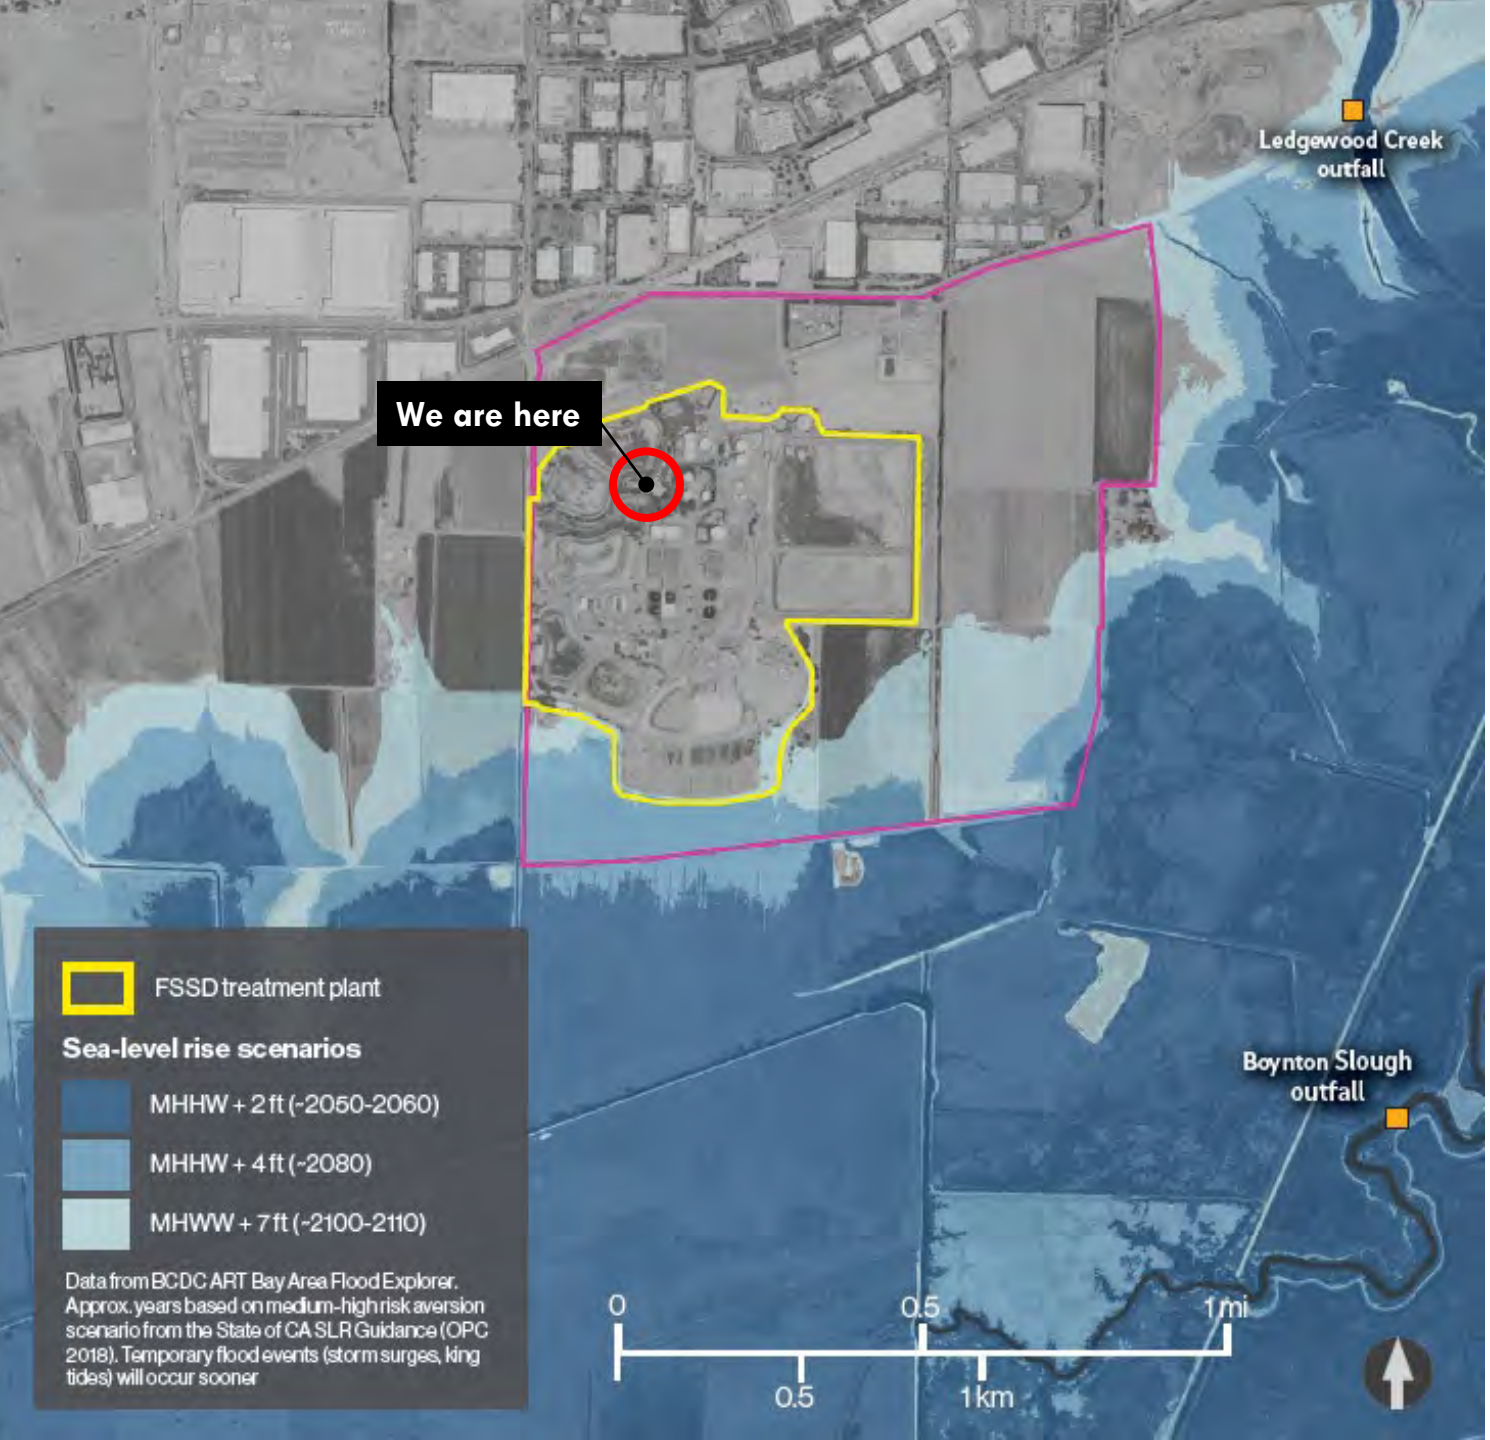 Ledgewood Creek
outfall
We are here
FSSD treatment plant
Sea-level rise scenarios
MHHW + 2 ft (~2050-2060)
MHHW + 4 ft (~2080)
MHWW + 7 ft (~2100-2110)
Data from BCDC ART Bay Area Flood Explorer.
Approx. years based on medium-high risk aversion
scenario from the State of CA SLR Guidance (OPC
2018). Temporary flood events (storm surges, king
tides) will occur sooner
Boynton Slough
outfall
0 0.5 1 mi
0.5 1 km